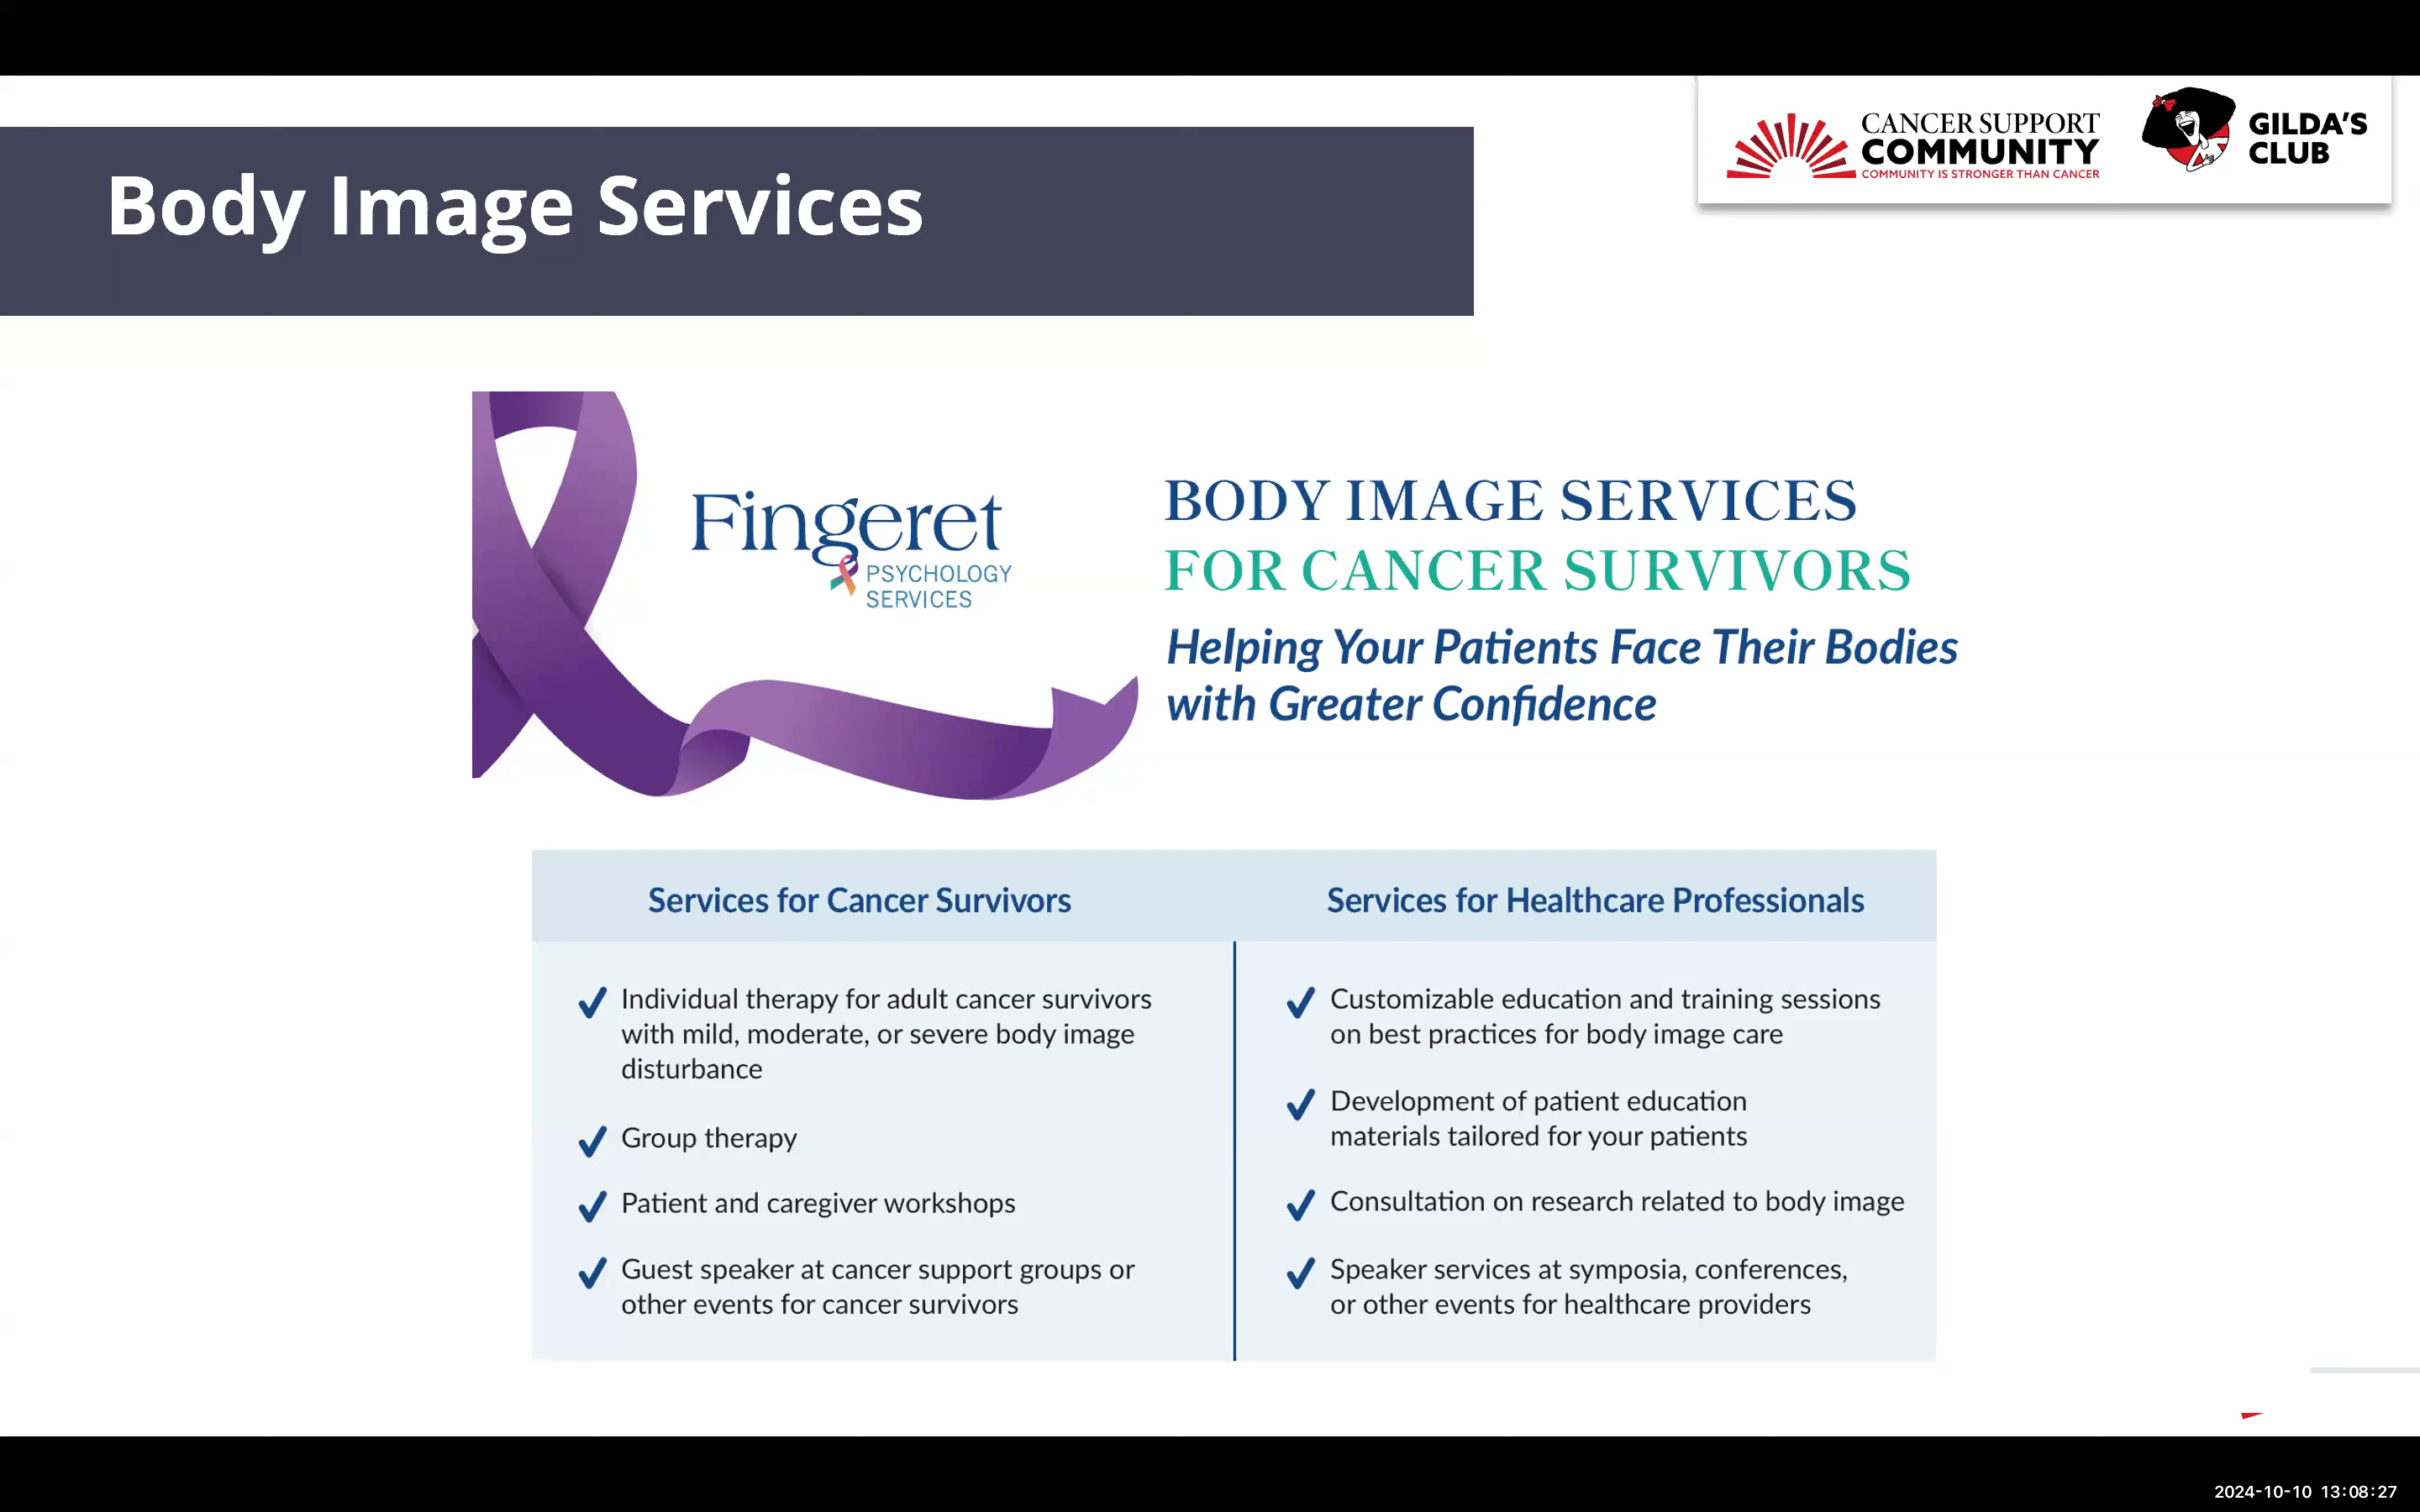 CANCER SUPPORT
COMMUNITY
COMMUNITY IS STRONGER THAN CANCER
GILDA'S
CLUB
Body Image Services
Fingeret
PSYCHOLOGY
SERVICES
BODY IMAGE SERVICES
FOR CANCER SURVIVORS
Helping Your Patients Face Their Bodies
with Greater Confidence
Services for Cancer Survivors
Individual therapy for adult cancer survivors
with mild, moderate, or severe body image
disturbance
Group therapy
Patient and caregiver workshops
Guest speaker at cancer support groups or
other events for cancer survivors
Services for Healthcare Professionals
Customizable education and training sessions
on best practices for body image care
Development of patient education
materials tailored for your patients
Consultation on research related to body image
Speaker services at symposia, conferences,
or other events for healthcare providers
2024-10-10 13:08:27